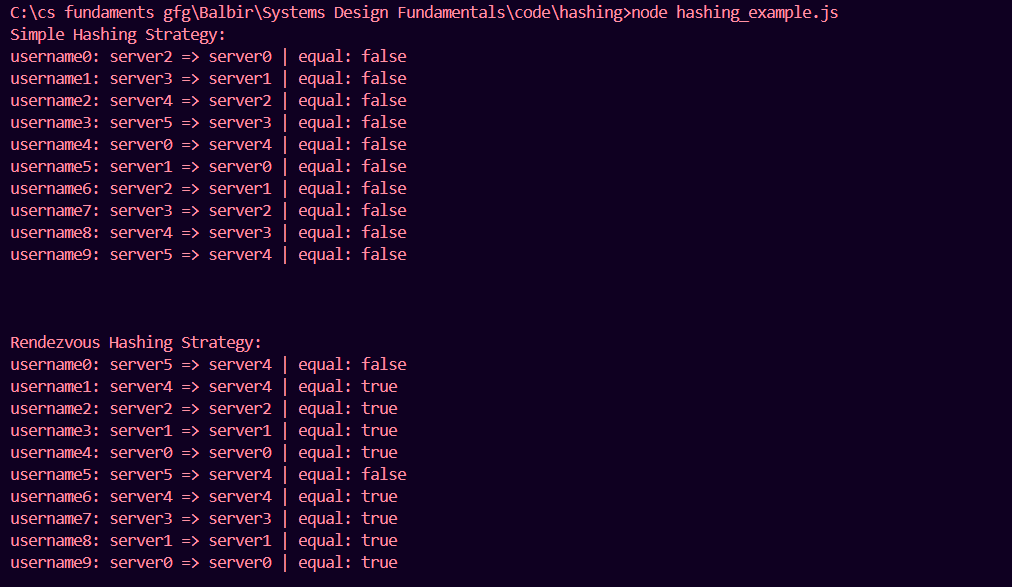 C:\cs fundaments gfg\Balbir\Systems Design Fundamentals\code\hashing>node hashing_example.js
Simple Hashing Strategy:
username0: server2 => server0 | equal: false
username1: server3 => server1 | equal: false
username2: server4 => server2 | equal: false
username3: server5 => server3 | equal: false
username4: server0 => server4 | equal: false
username5: server1 => server0 | equal: false
username6: server2 => server1 | equal: false
username7: server3 => server2 | equal: false
username8: server4 => server3 | equal: false
username9: server5 => server4 | equal: false
Rendezvous Hashing Strategy:
username0: server5 => server4 | equal: false
username1: server4 => server4 | equal: true
username2: server2 => server2 | equal: true
username3: server1 => server1 | equal: true
username4: server0 => server0 | equal: true
username5: server5 => server4 | equal: false
username6: server4 => server4 | equal: true
username7: server3 => server3 | equal: true
username8: server1 => server1 | equal: true
username9: server0 => server0 | equal: true